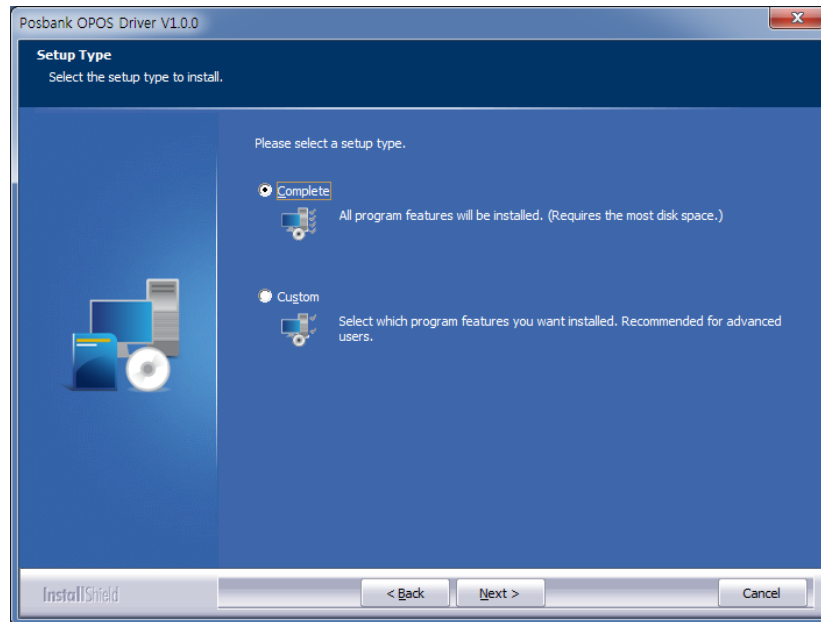 Posbank OPOS Driver V1.0.0
Setup Type
Select the setup type to install.
Please select a setup type.
Complete
All program features will be installed. (Requires the most disk space.)
Custom
Select which program features you want installed. Recommended for advanced
users.
InstallShield
< Back
Next >
Cancel